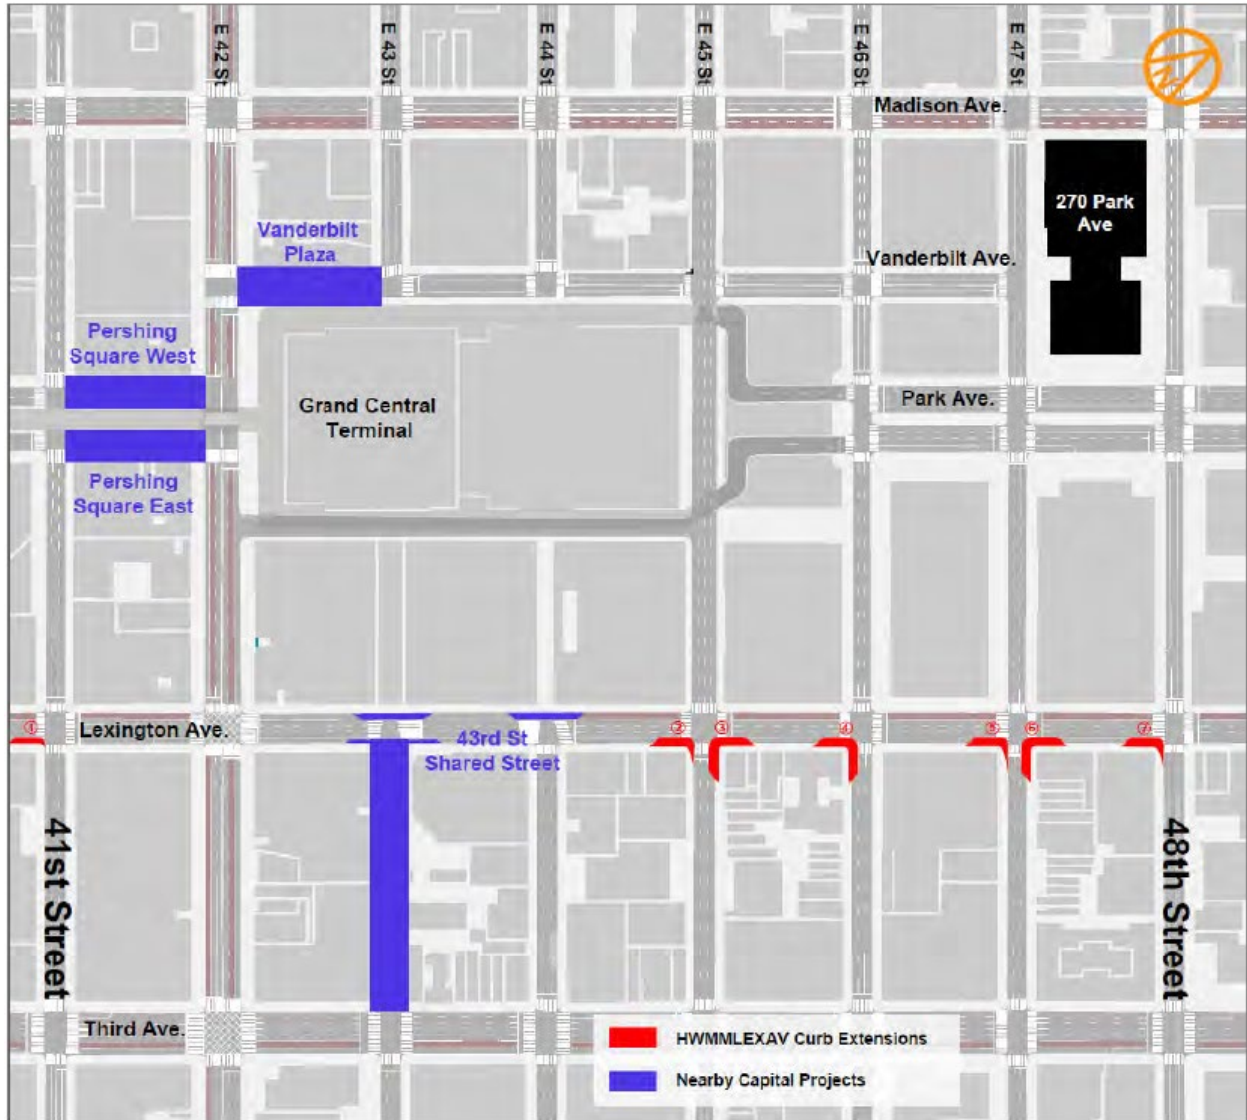 E 42 St
E 43 St
E 44 St
E 45 St
E 46 St
E 47 St
N
Madison Ave.
270 Park
Ave
Vanderbilt
Plaza
Vanderbilt Ave.
Pershing
Square West
Grand Central
Terminal
Park Ave.
Pershing
Square East
①
Lexington Ave.
②
③
④
⑤
⑥
⑦
43rd St
Shared Street
41st Street
48th Street
Third Ave.
HWMMLEXAV Curb Extensions
Nearby Capital Projects